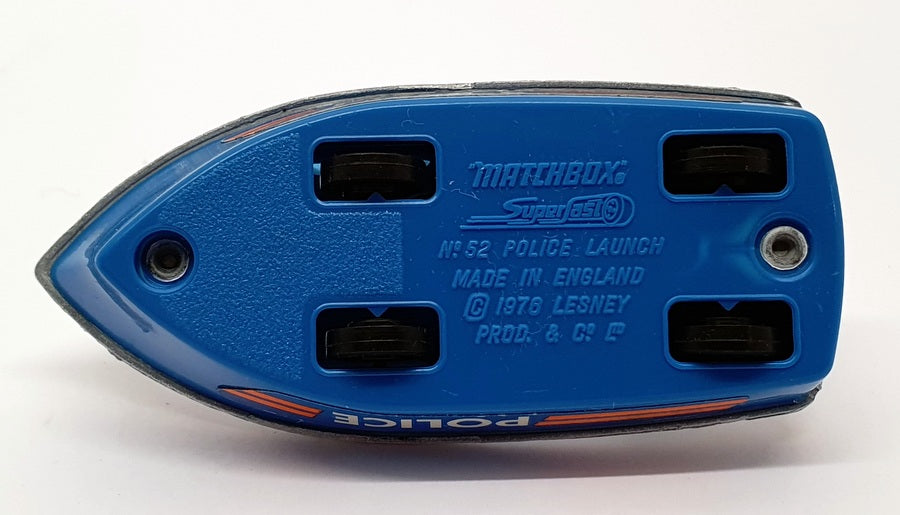 "MATCHBOX"®
Superfast
Nº 52 POLICE LAUNCH
MADE IN ENGLAND
© 1976 LESNEY
PROD. & Cº Lᵀᴰ
POLICE